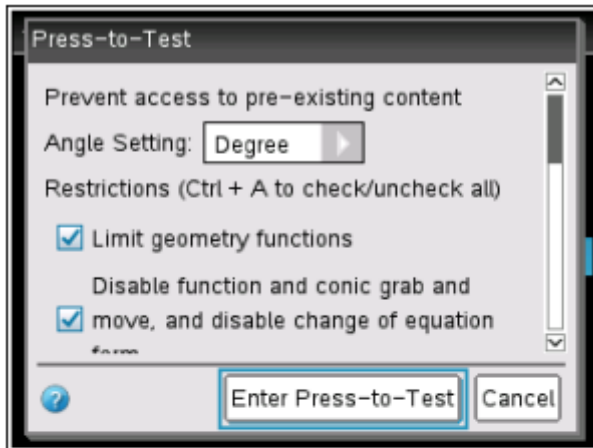 Press-to-Test
Prevent access to pre-existing content
Angle Setting: Degree
Restrictions (Ctrl + A to check/uncheck all)
Limit geometry functions
Disable function and conic grab and
move, and disable change of equation
Enter Press-to-Test Cancel